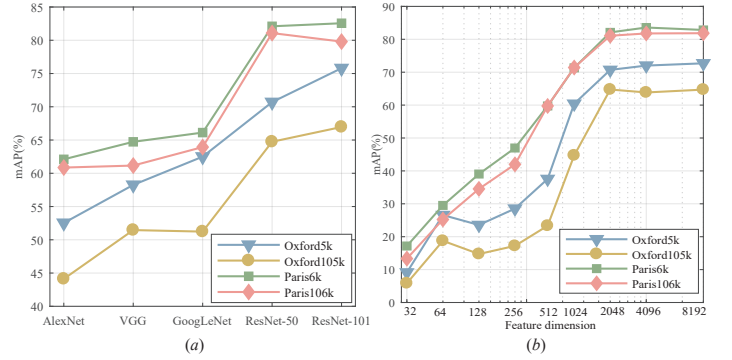 85
80
75
70
65
60
55
50
45
40
mAP(%)
AlexNet VGG GoogLeNet ResNet-50 ResNet-101
Oxford5k
Oxford105k
Paris6k
Paris106k
(a)
90
80
70
60
50
40
30
20
10
0
mAP(%)
32 64 128 256 512 1024 2048 4096 8192
Feature dimension
Oxford5k
Oxford105k
Paris6k
Paris106k
(b)